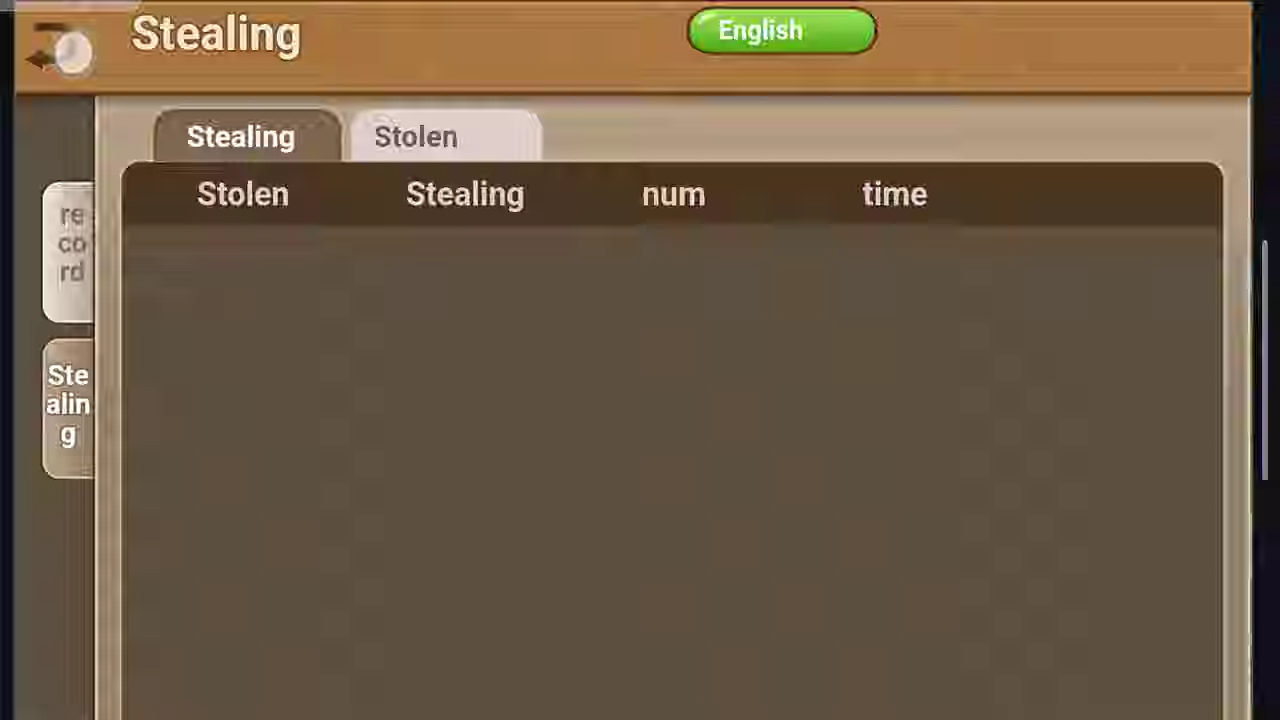 Stealing
English
Stealing
Stolen
Stolen Stealing num time
re
co
rd
Ste
alin
g